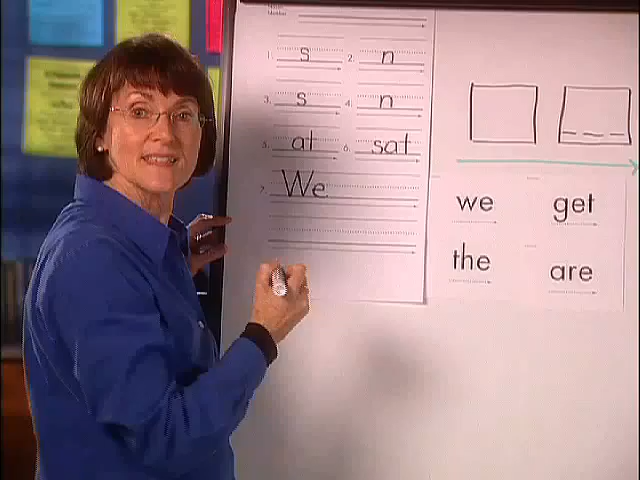 1. s 2. n
3. s 4. n
5. at 6. sat
7. We
we get
the are